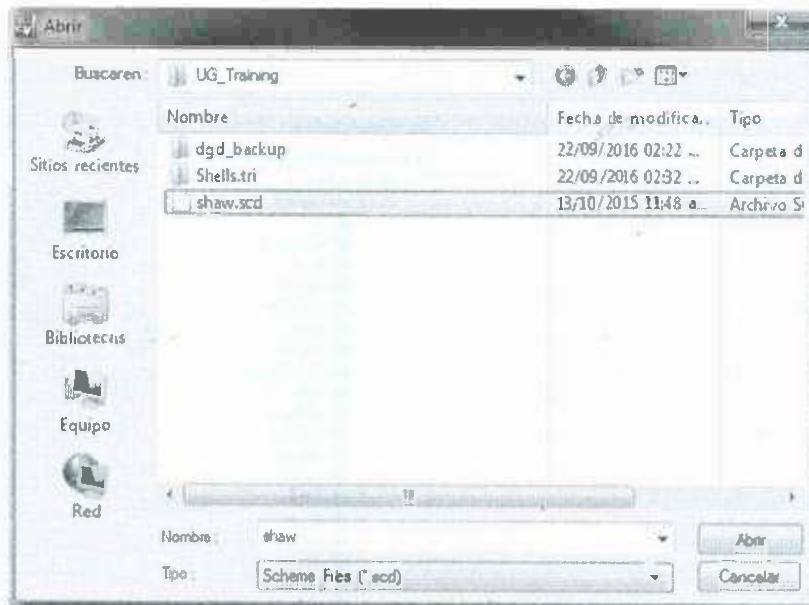 Abrir
Buscaren: UG_Training
Nombre Fecha de modifica.. Tipo
dgd_backup 22/09/2016 02:22 ... Carpeta d
Shells.tri 22/09/2016 02:32 ... Carpeta d
shaw.scd 13/10/2015 11:48 a... Archivo S
Sitios recientes
Escritorio
Bibliotecas
Equipo
Red
Nombre: shaw Abrir
Tipo: Scheme Files (*.scd) Cancelar